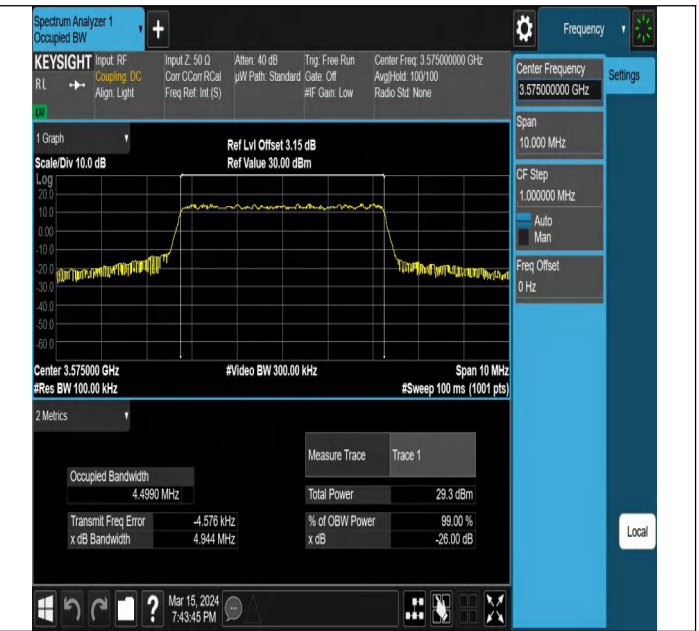 Spectrum Analyzer 1
Occupied BW
+
Frequency
KEYSIGHT Input: RF Input Z: 50 Ω Atten: 40 dB Trig: Free Run Center Freq: 3.575000000 GHz
RL Coupling: DC Corr CCorr RCal µW Path: Standard Gate: Off Avg|Hold: 100/100
Align: Light Freq Ref: Int (S) #IF Gain: Low Radio Std: None
Center Frequency
3.575000000 GHz
Settings
Span
10.000 MHz
CF Step
1.000000 MHz
Auto
Man
Freq Offset
0 Hz
1 Graph
Ref Lvl Offset 3.15 dB
Scale/Div 10.0 dB Ref Value 30.00 dBm
Log
20.0
10.0
0.00
-10.0
-20.0
-30.0
-40.0
-50.0
-60.0
Center 3.575000 GHz #Video BW 300.00 kHz Span 10 MHz
#Res BW 100.00 kHz #Sweep 100 ms (1001 pts)
2 Metrics
Measure Trace Trace 1
Occupied Bandwidth
4.4990 MHz
Total Power 29.3 dBm
Transmit Freq Error -4.576 kHz % of OBW Power 99.00 %
x dB Bandwidth 4.944 MHz x dB -26.00 dB
Local
? Mar 15, 2024
7:43:45 PM